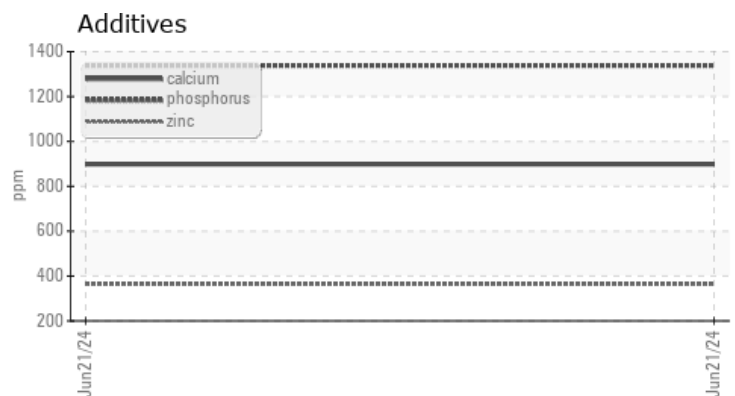 Additives
1400
1200
1000
800
600
400
200
ppm
calcium
phosphorus
zinc
Jun21/24
Jun21/24